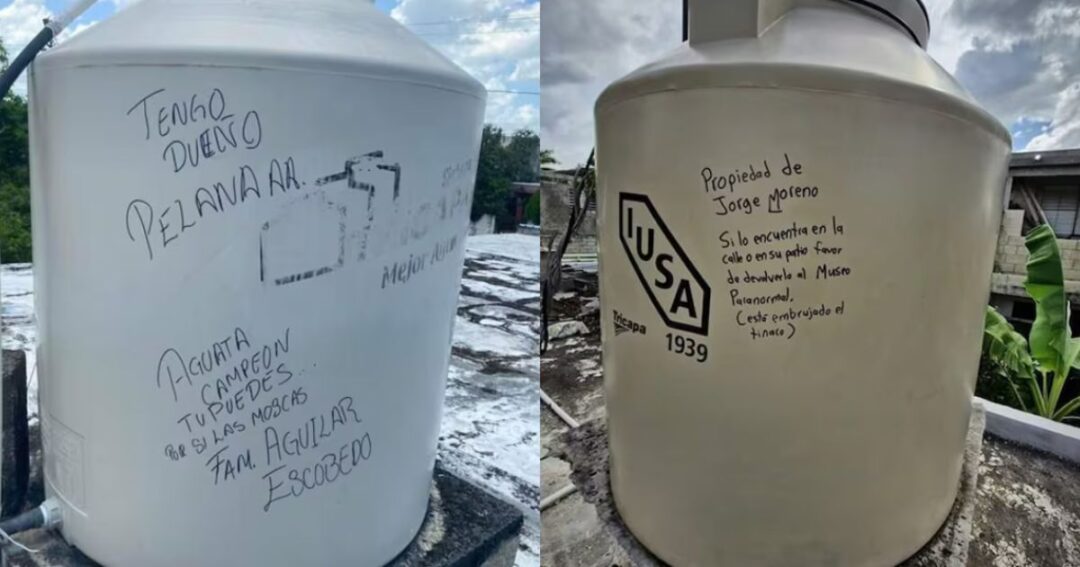 TENGO
DUEÑO
PELANAAA.
Mejor
AGUATA
CAMPEON
TU PUEDES...
POR SI LAS MOSCAS
FAM. AGUILAR
ESCOBEDO
Propiedad de
Jorge Moreno
Si lo encuentra en la
calle o en su patio favor
de devolverlo al Museo
Paranormal.
(está embrujado el
tinaco)
IUSA
Tricapa
1939